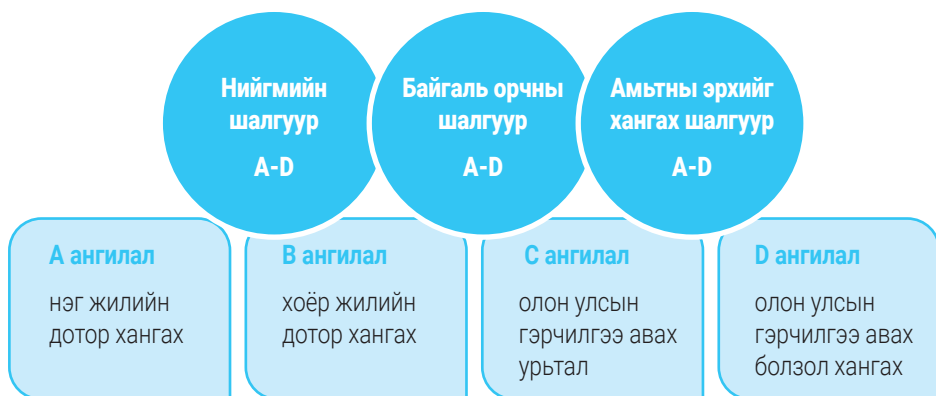 Нийгмийн
шалгуур
A-D
Байгаль орчны
шалгуур
A-D
Амьтны эрхийг
хангах шалгуур
A-D
A ангилал
нэг жилийн
дотор хангах
B ангилал
хоёр жилийн
дотор хангах
C ангилал
олон улсын
гэрчилгээ авах
урьтал
D ангилал
олон улсын
гэрчилгээ авах
болзол хангах